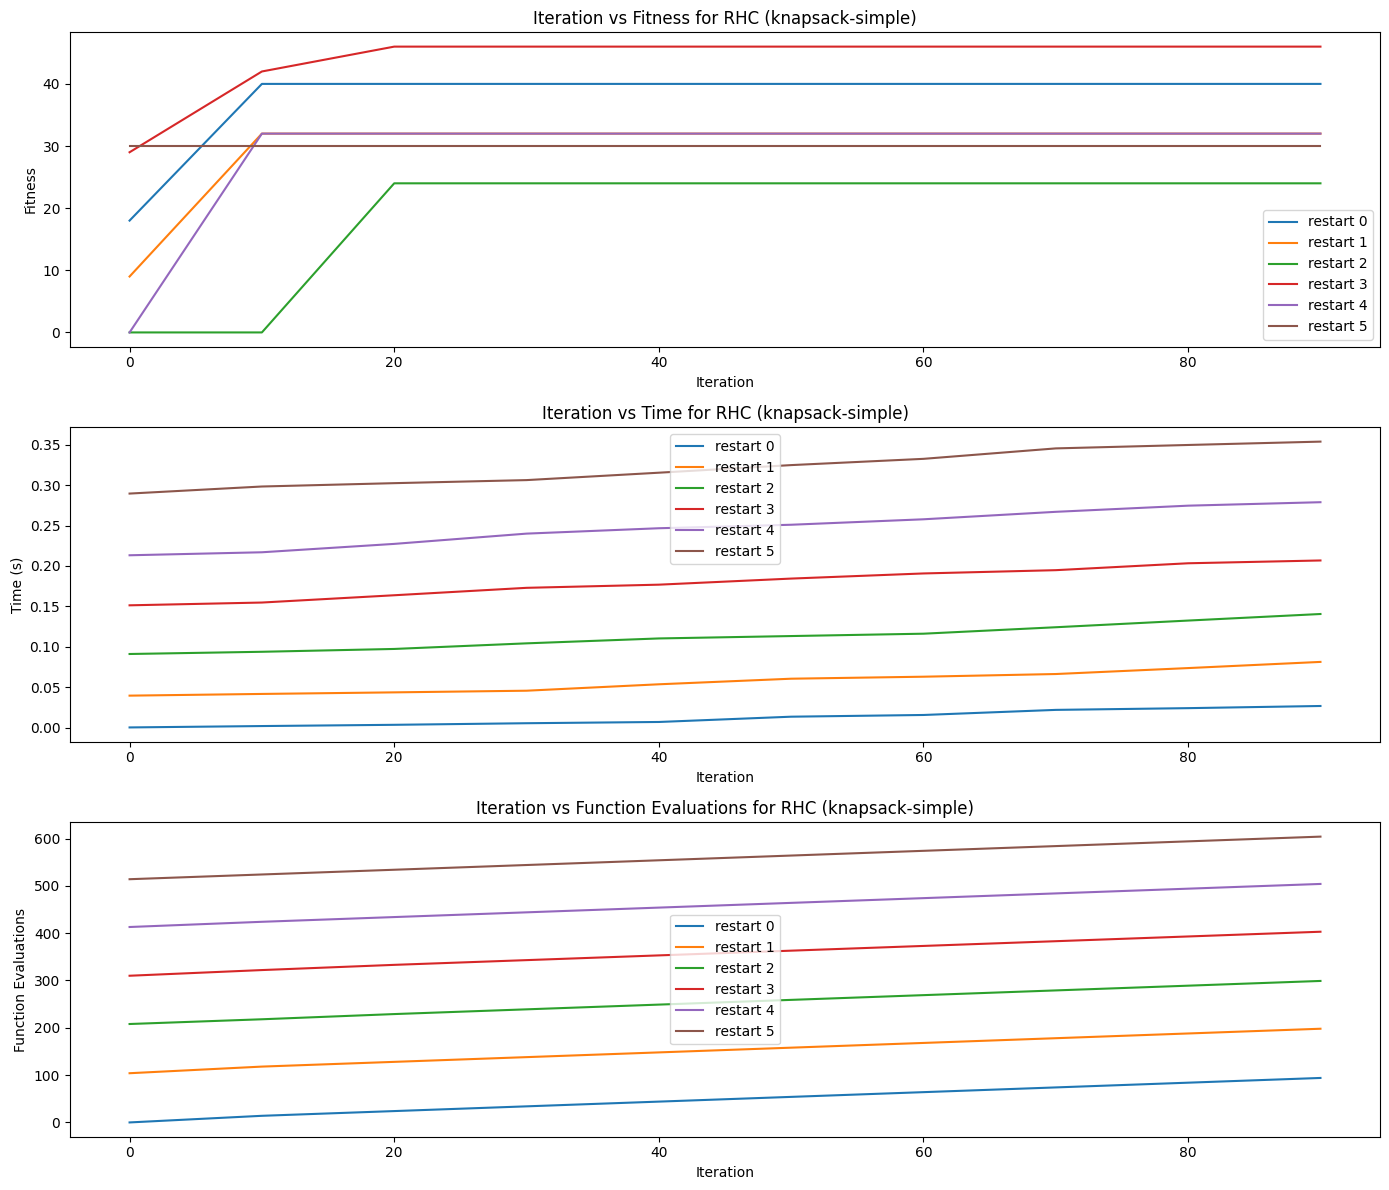 Iteration vs Fitness for RHC (knapsack-simple)
Fitness
40
30
20
10
0
restart 0
restart 1
restart 2
restart 3
restart 4
restart 5
0 20 40 60 80
Iteration
Iteration vs Time for RHC (knapsack-simple)
Time (s)
0.35
0.30
0.25
0.20
0.15
0.10
0.05
0.00
restart 0
restart 1
restart 2
restart 3
restart 4
restart 5
0 20 40 60 80
Iteration
Iteration vs Function Evaluations for RHC (knapsack-simple)
Function Evaluations
600
500
400
300
200
100
0
restart 0
restart 1
restart 2
restart 3
restart 4
restart 5
0 20 40 60 80
Iteration